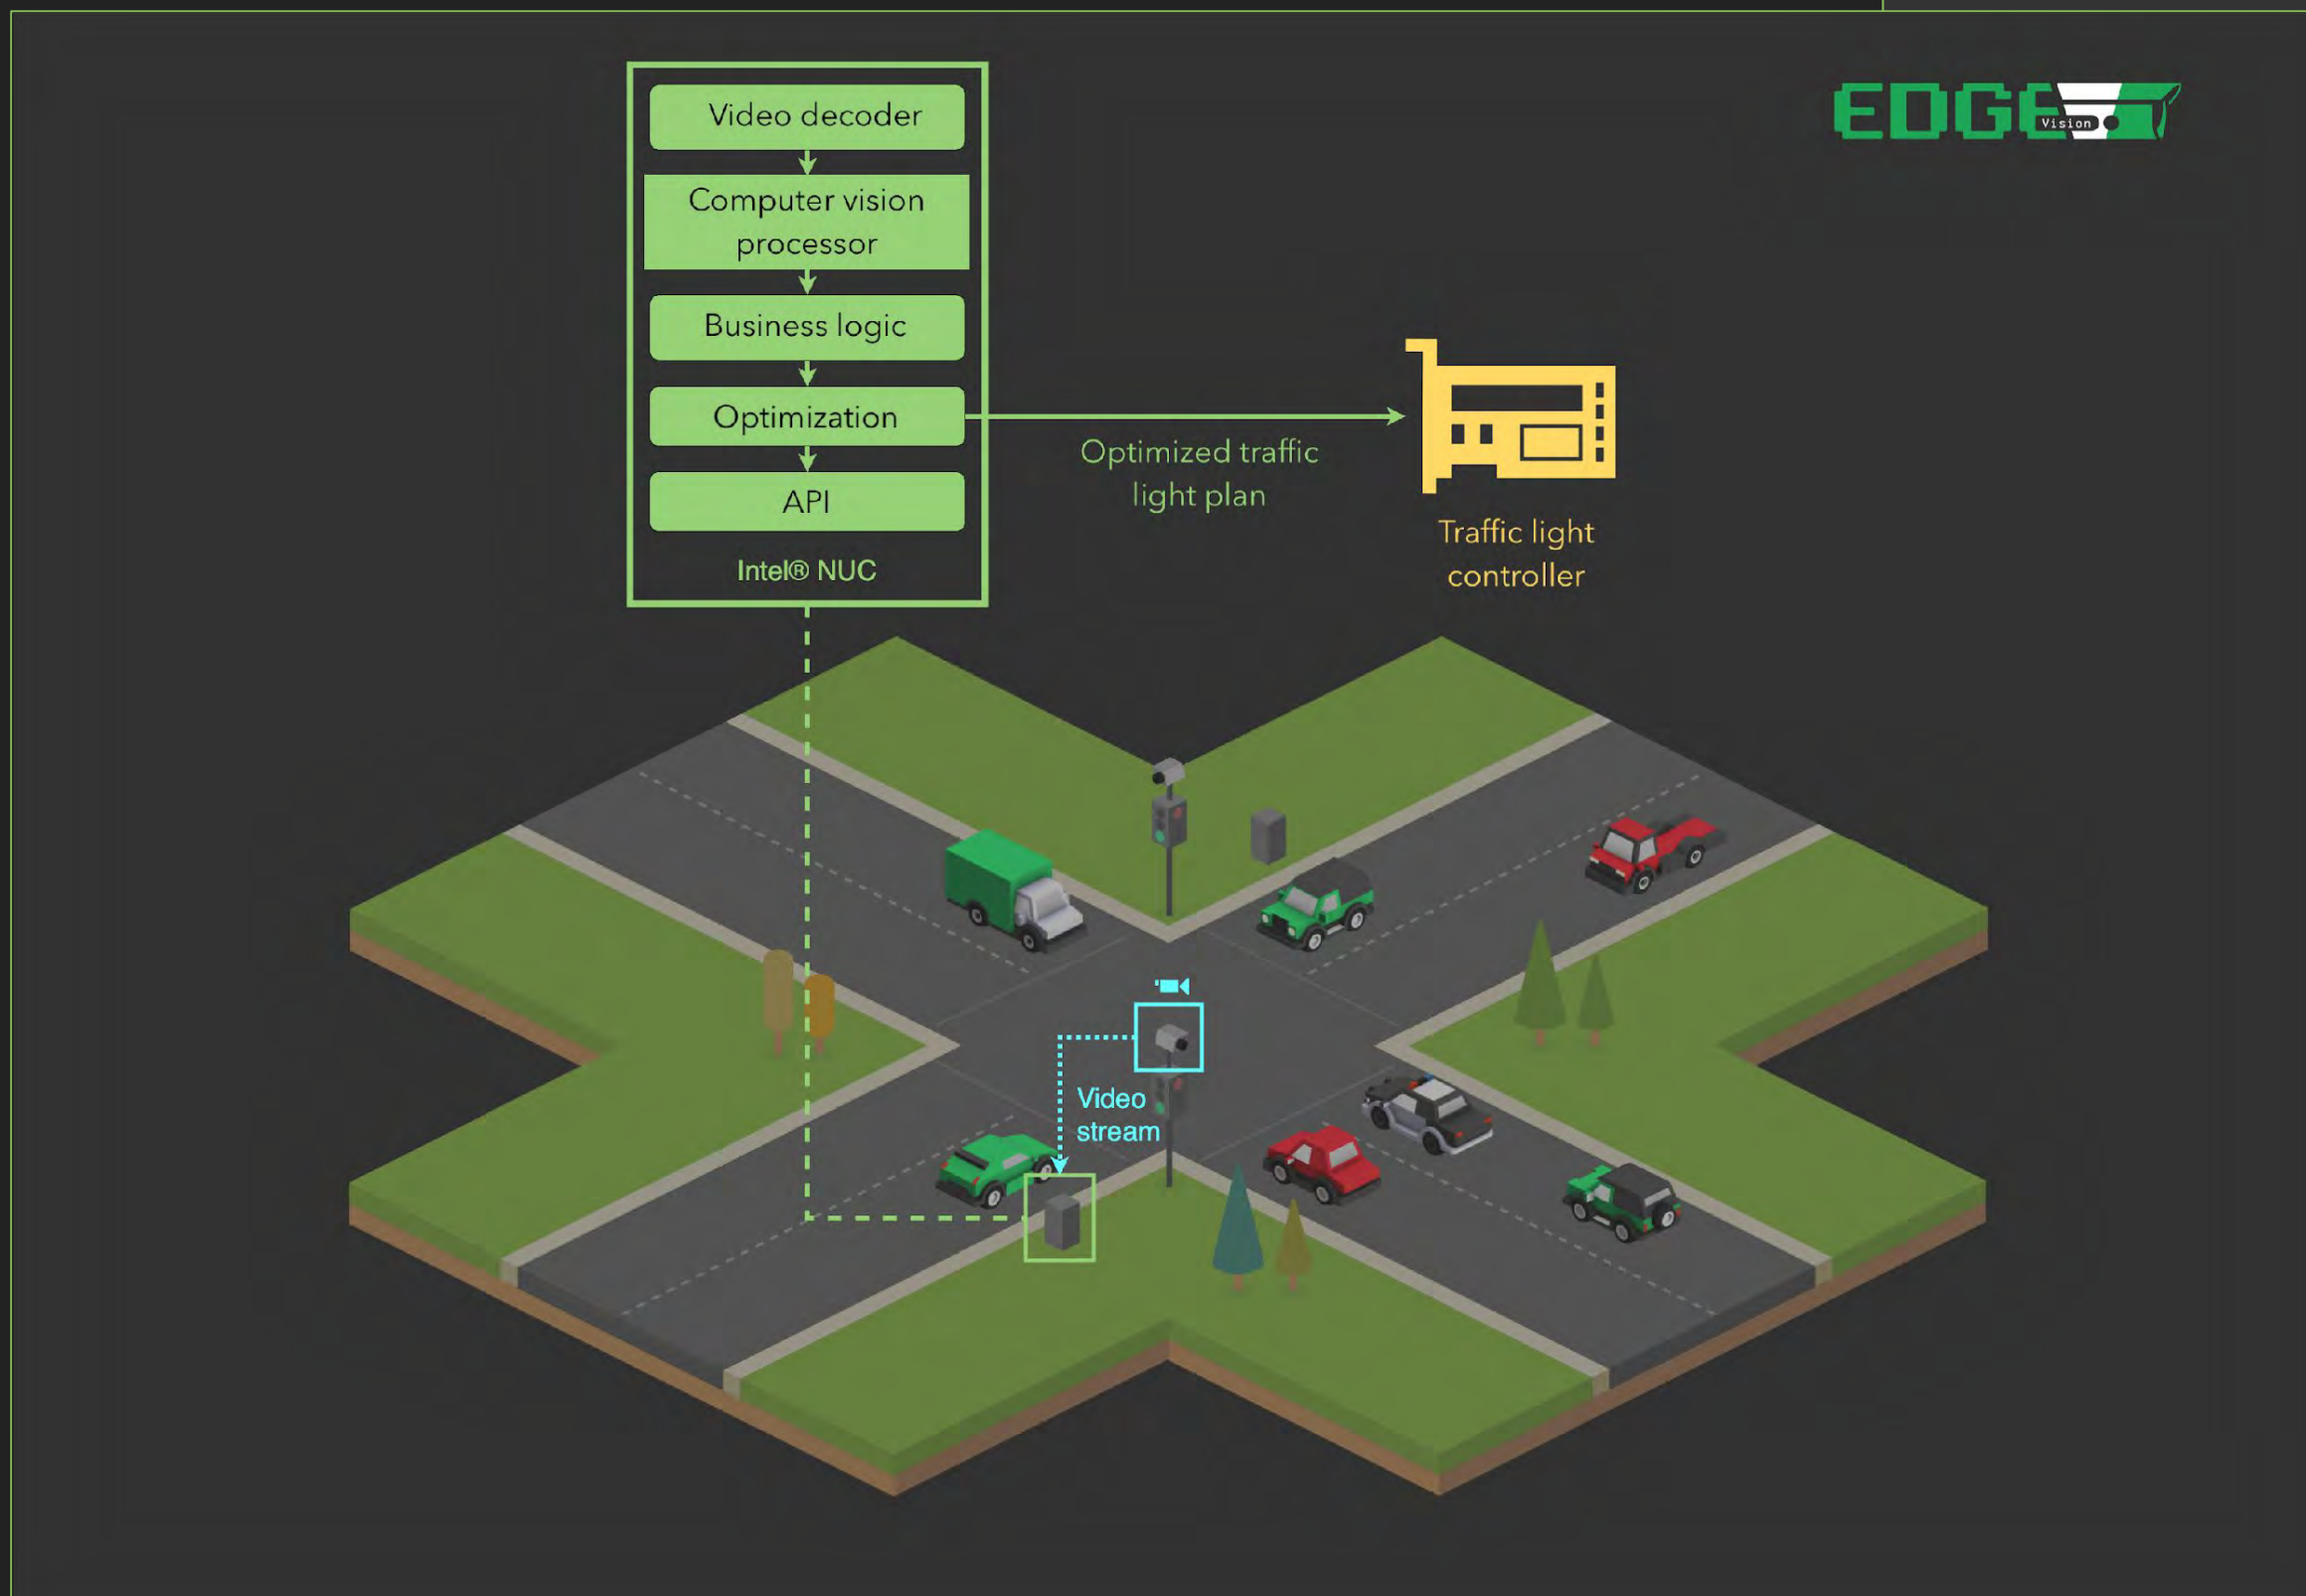 EDGE
Vision
Video decoder
Computer vision
processor
Business logic
Optimization
API
Intel® NUC
Optimized traffic
light plan
Traffic light
controller
Video
stream